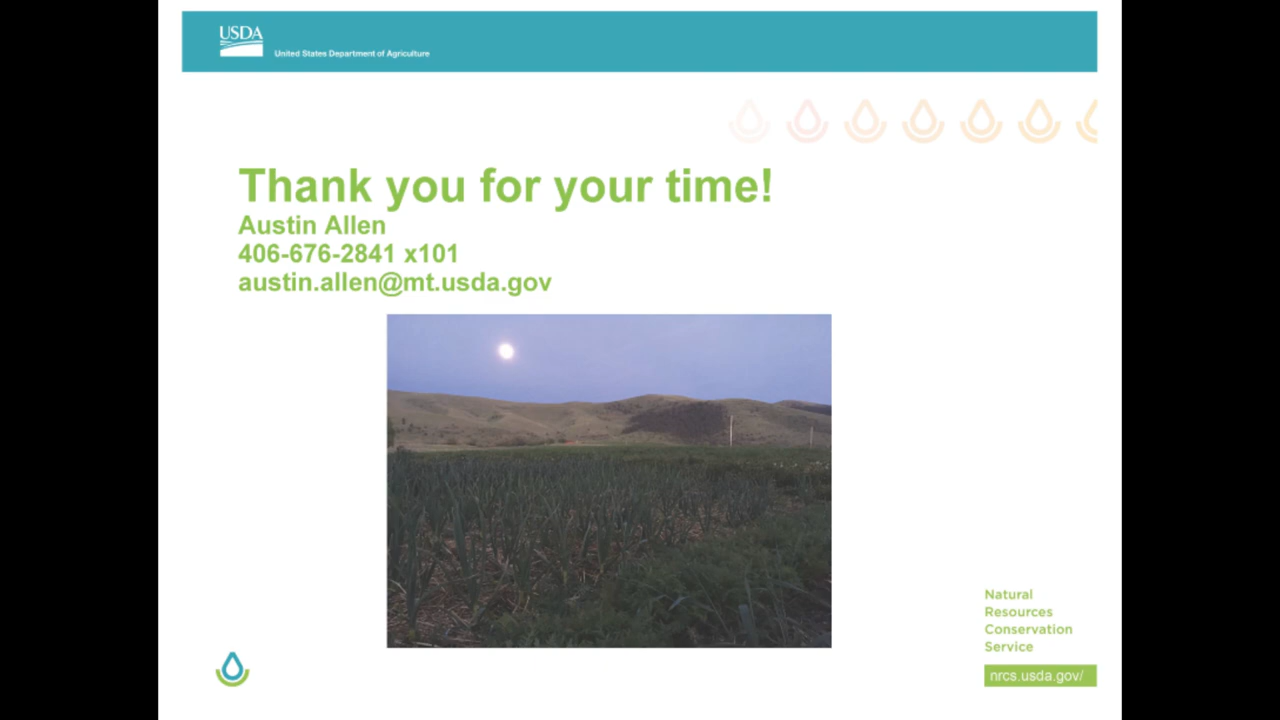 USDA
United States Department of Agriculture
Thank you for your time!
Austin Allen
406-676-2841 x101
austin.allen@mt.usda.gov
Natural
Resources
Conservation
Service
nrcs.usda.gov/